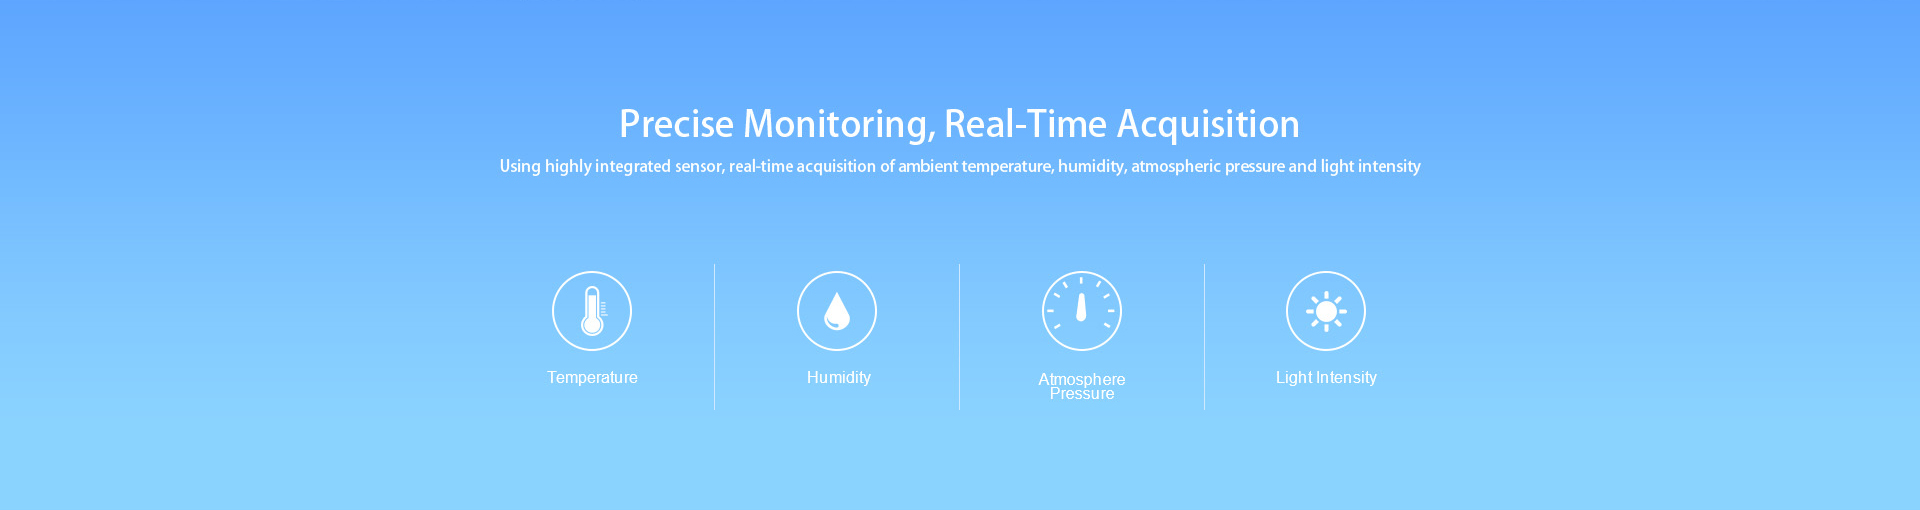 Precise Monitoring, Real-Time Acquisition
Using highly integrated sensor, real-time acquisition of ambient temperature, humidity, atmospheric pressure and light intensity
Temperature
Humidity
Atmosphere
Pressure
Light Intensity